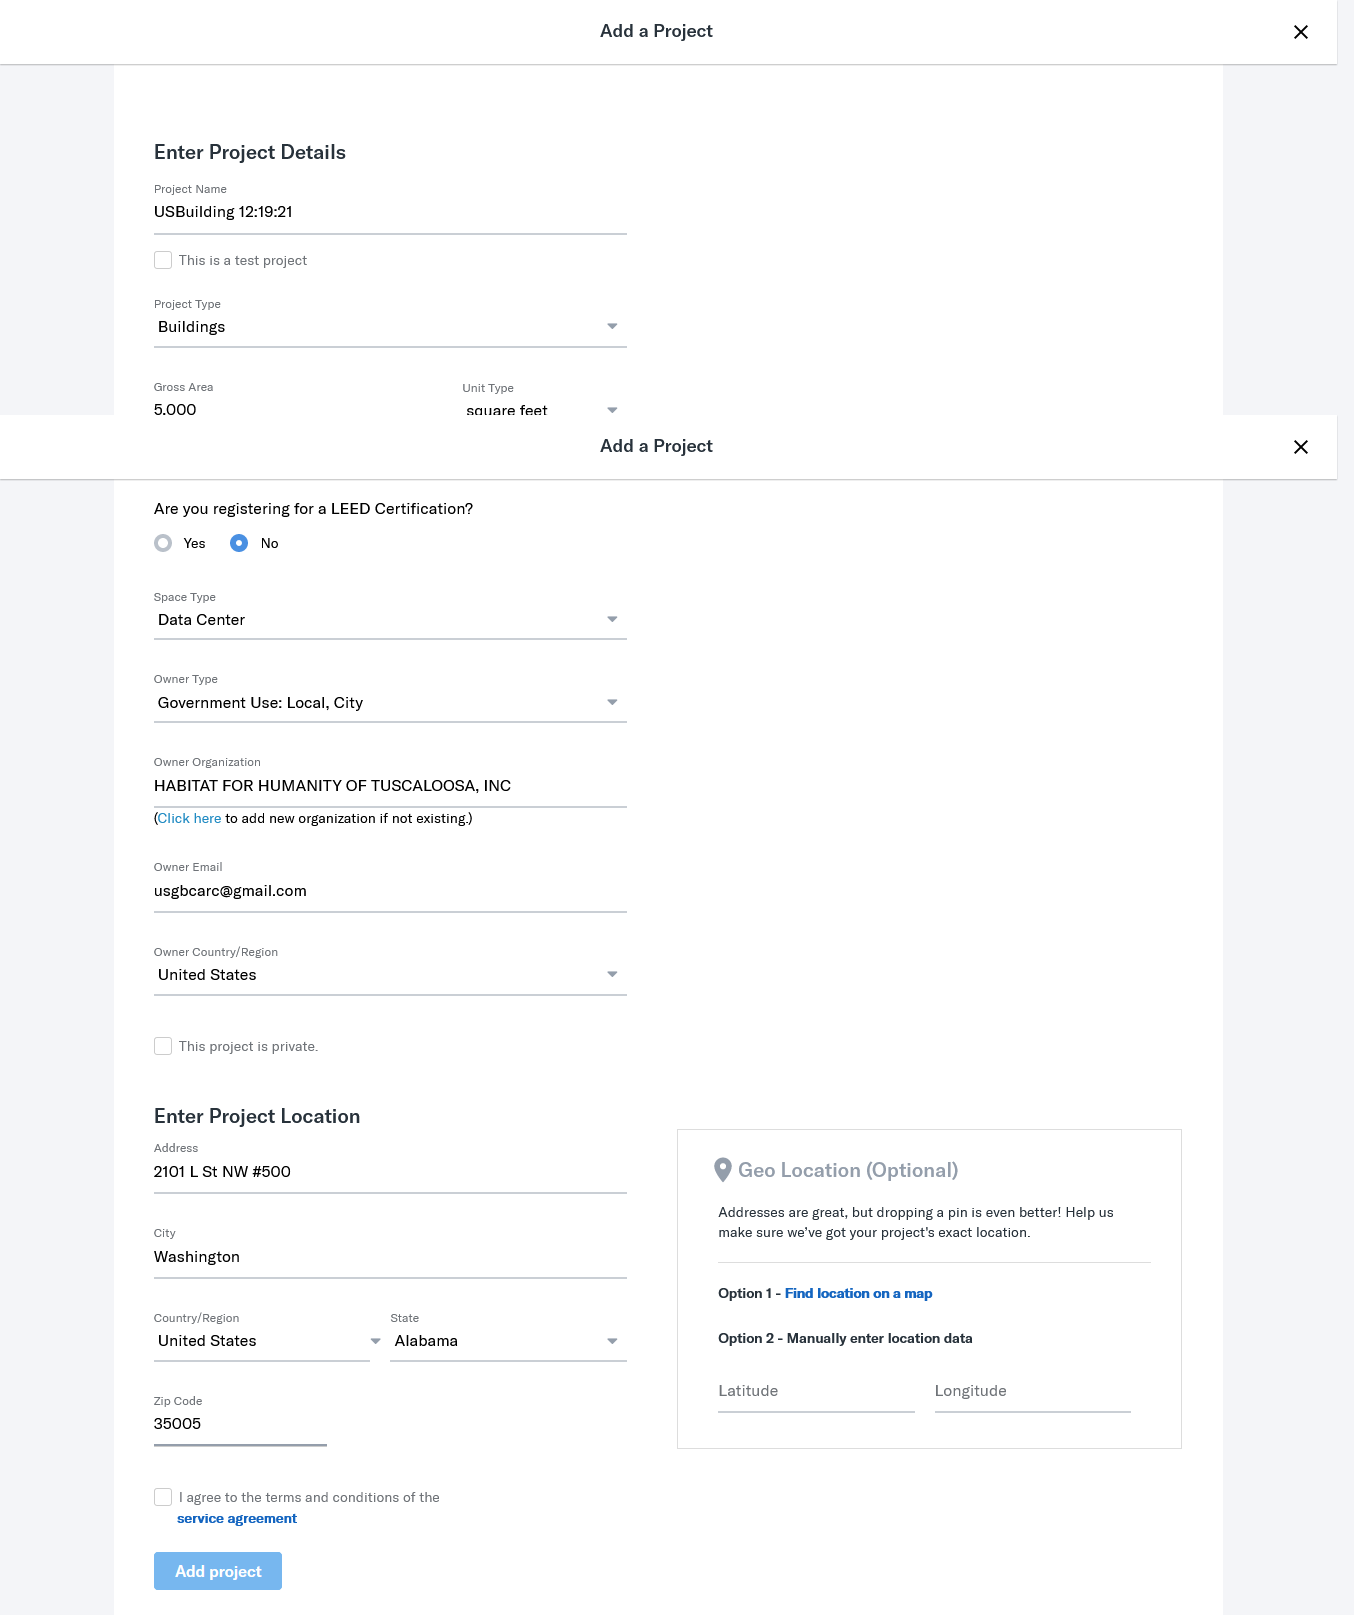 Add a Project
Enter Project Details
Project Name
USBuilding 12:19:21
This is a test project
Project Type
Buildings
Gross Area
5.000
Unit Type
square feet
Add a Project
Are you registering for a LEED Certification?
Yes No
Space Type
Data Center
Owner Type
Government Use: Local, City
Owner Organization
HABITAT FOR HUMANITY OF TUSCALOOSA, INC
(Click here to add new organization if not existing.)
Owner Email
usgbcarc@gmail.com
Owner Country/Region
United States
This project is private.
Enter Project Location
Address
2101 L St NW #500
City
Washington
Country/Region
United States
State
Alabama
Zip Code
35005
Geo Location (Optional)
Addresses are great, but dropping a pin is even better! Help us
make sure we’ve got your project's exact location.
Option 1 - Find location on a map
Option 2 - Manually enter location data
Latitude
Longitude
I agree to the terms and conditions of the
service agreement
Add project